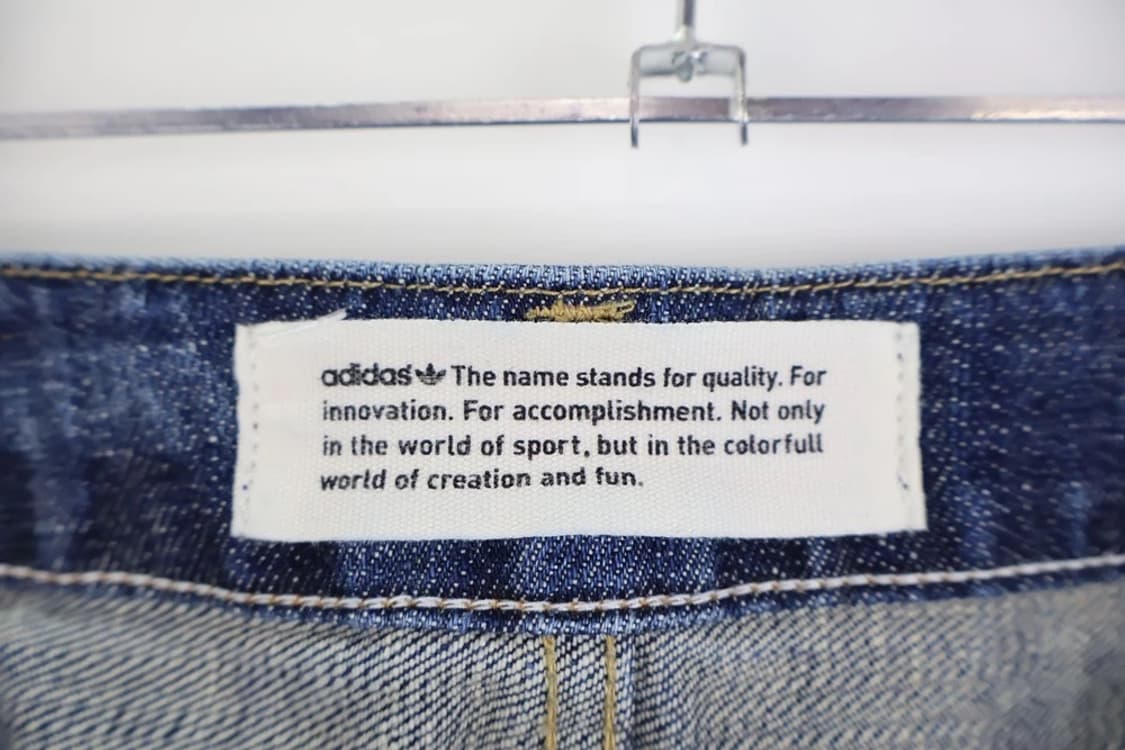 adidas The name stands for quality. For
innovation. For accomplishment. Not only
in the world of sport, but in the colorfull
world of creation and fun.